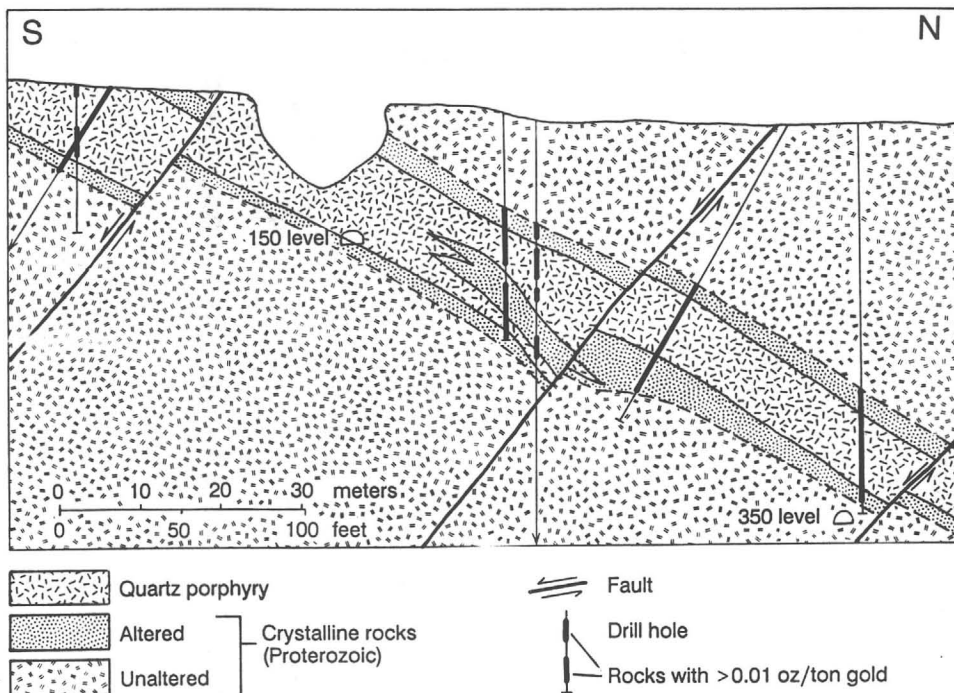 S
N
150 level
350 level
0 10 20 30 meters
0 50 100 feet
Quartz porphyry
Altered
Unaltered
Crystalline rocks
(Proterozoic)
Fault
Drill hole
Rocks with >0.01 oz/ton gold